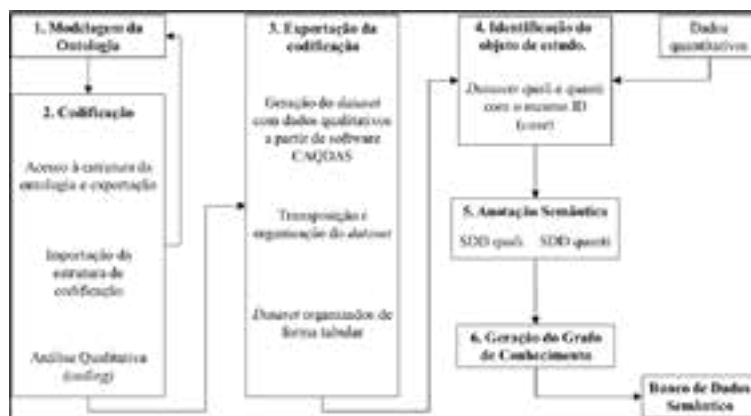 1. Modelagem da
Ontologia
2. Codificação
Acesso à estrutura da
ontologia e exportação
Importação da
estrutura de
codificação
Análise Qualitativa
(coding)
3. Exportação da
codificação
Geração do dataset
com dados qualitativos
a partir de software
CAQDAS
Transposição e
organização do dataset
Dataset organizados de
forma tabular
4. Identificação do
objeto de estudo.
Dataset quali e quanti
com o mesmo ID
(case)
Dados
quantitativos
5. Anotação Semântica
SDD quali SDD quanti
6. Geração do Grafo
de Conhecimento
Banco de Dados
Semântico